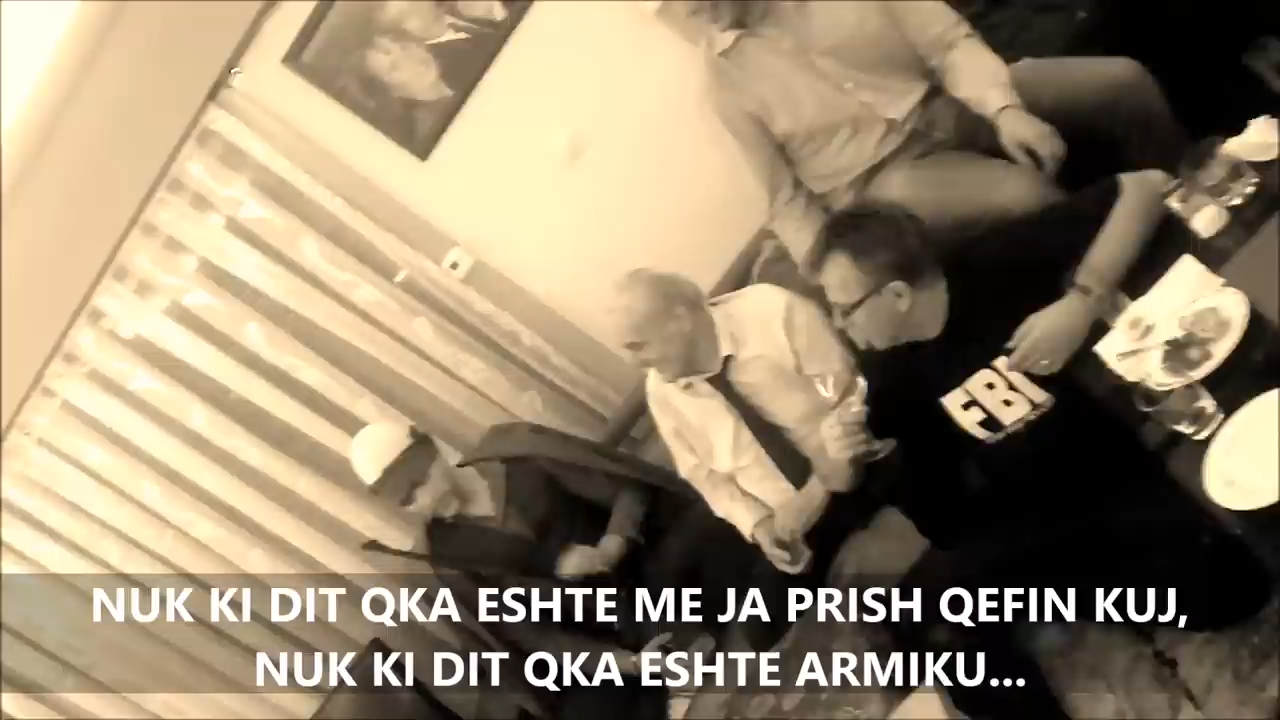 FBI
NUK KI DIT QKA ESHTE ME JA PRISH QEFIN KUJ,
NUK KI DIT QKA ESHTE ARMIKU...